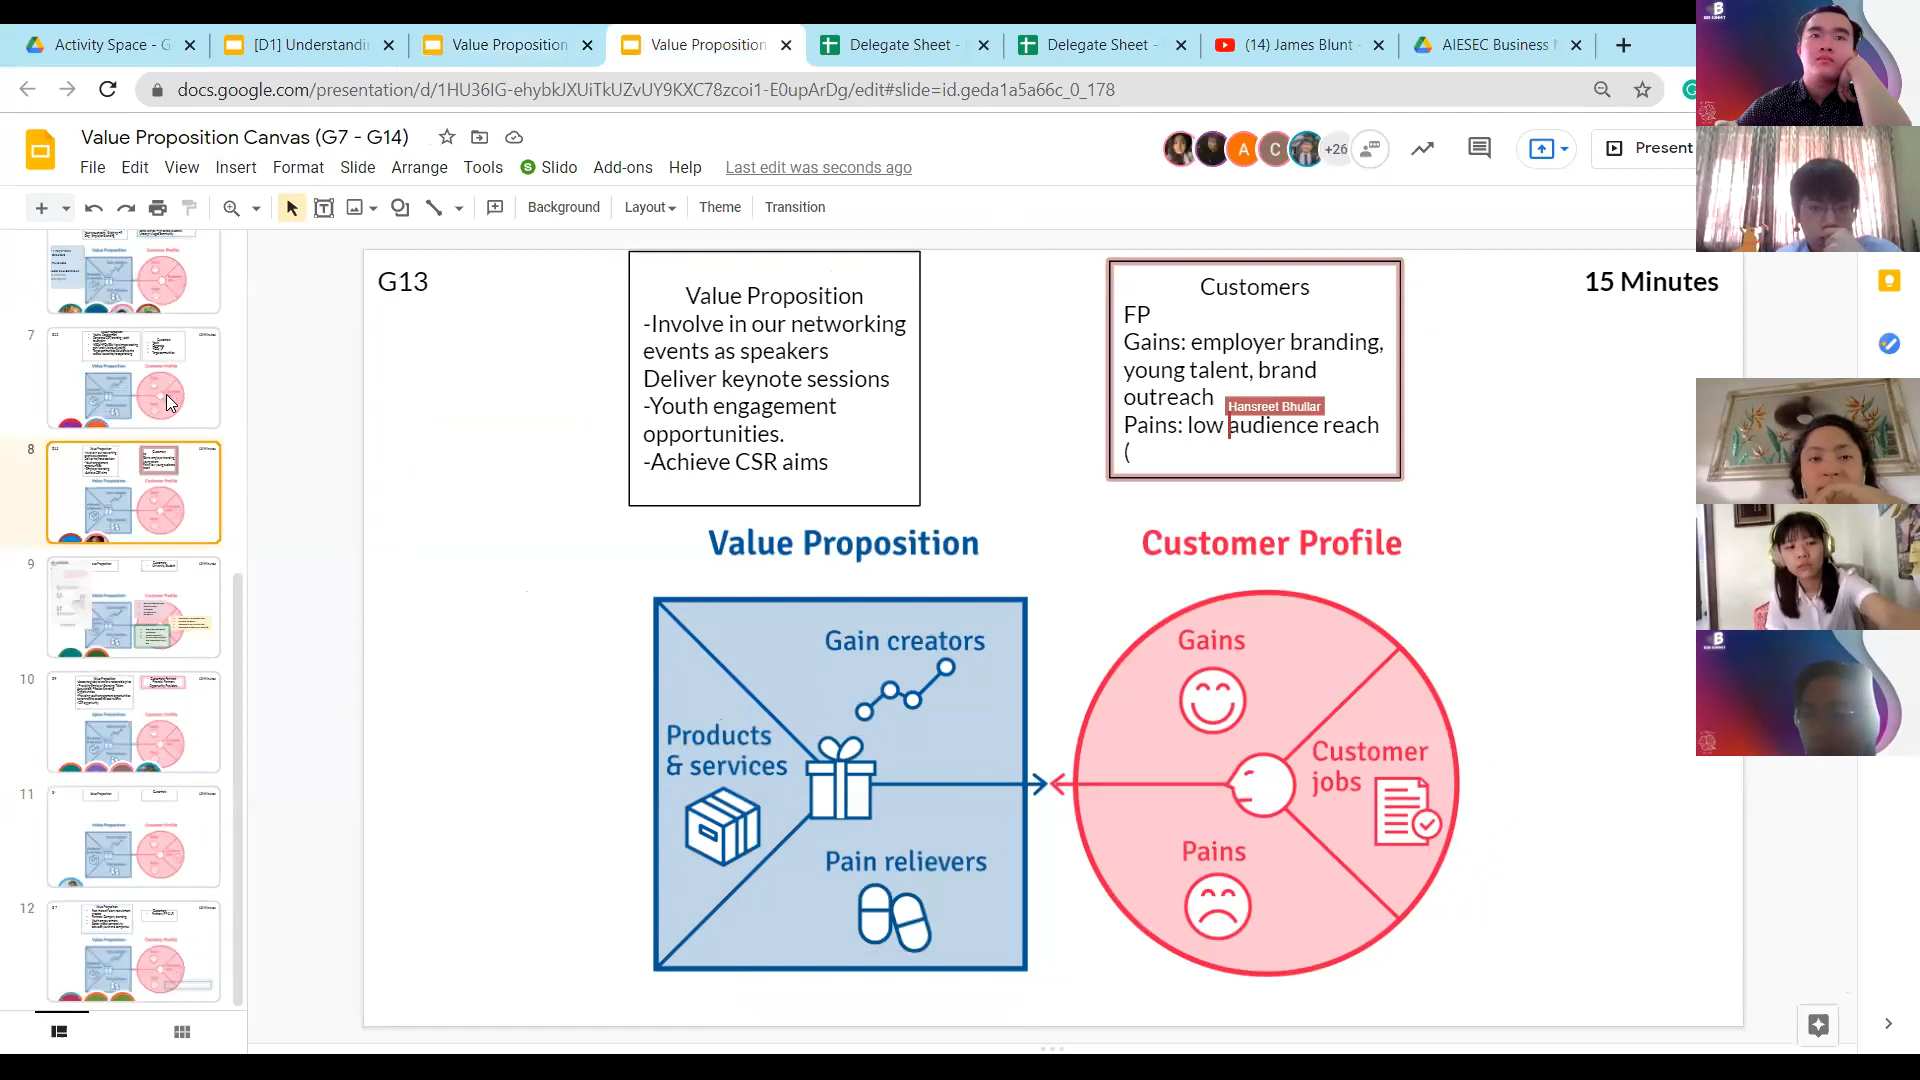 Activity Space - G
[D1] Understandi
Value Proposition
Value Proposition
Delegate Sheet -
Delegate Sheet -
(14) James Blunt -
AIESEC Business
docs.google.com/presentation/d/1HU36IG-ehybkJXUiTkUZvUY9KXC78zcoi1-E0upArDg/edit#slide=id.geda1a5a66c_0_178
Value Proposition Canvas (G7 - G14)
File Edit View Insert Format Slide Arrange Tools S Slido Add-ons Help Last edit was seconds ago
A C +26
Present
Background Layout Theme Transition
7
8
9
10
11
12
G13
15 Minutes
Value Proposition
-Involve in our networking
events as speakers
Deliver keynote sessions
-Youth engagement
opportunities.
-Achieve CSR aims
Customers
FP
Gains: employer branding,
young talent, brand
outreach
Hansreet Bhullar
Pains: low audience reach
(
Value Proposition
Gain creators
Products
& services
Pain relievers
Customer Profile
Gains
Customer
jobs
Pains
B
B